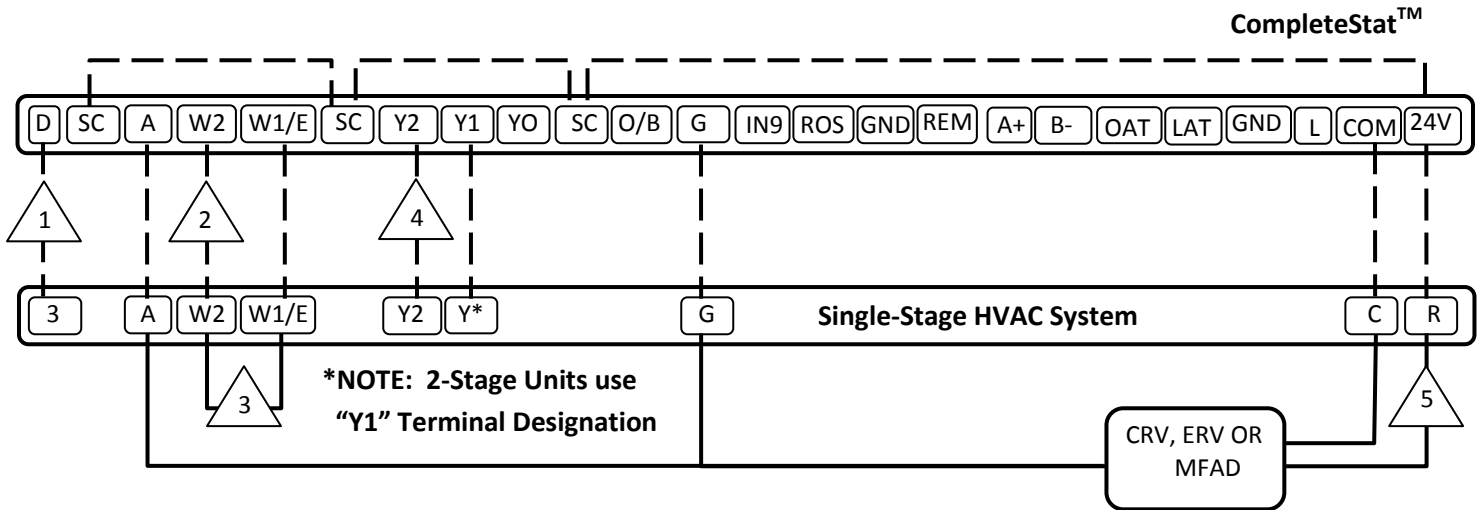 CompleteStat™
D SC A W2 W1/E SC Y2 Y1 YO SC O/B G IN9 ROS GND REM A+ B- OAT LAT GND L COM 24V
1 2 4
3 A W2 W1/E Y2 Y* G Single-Stage HVAC System C R
*NOTE: 2-Stage Units use
"Y1" Terminal Designation
3
5
CRV, ERV OR
MFAD